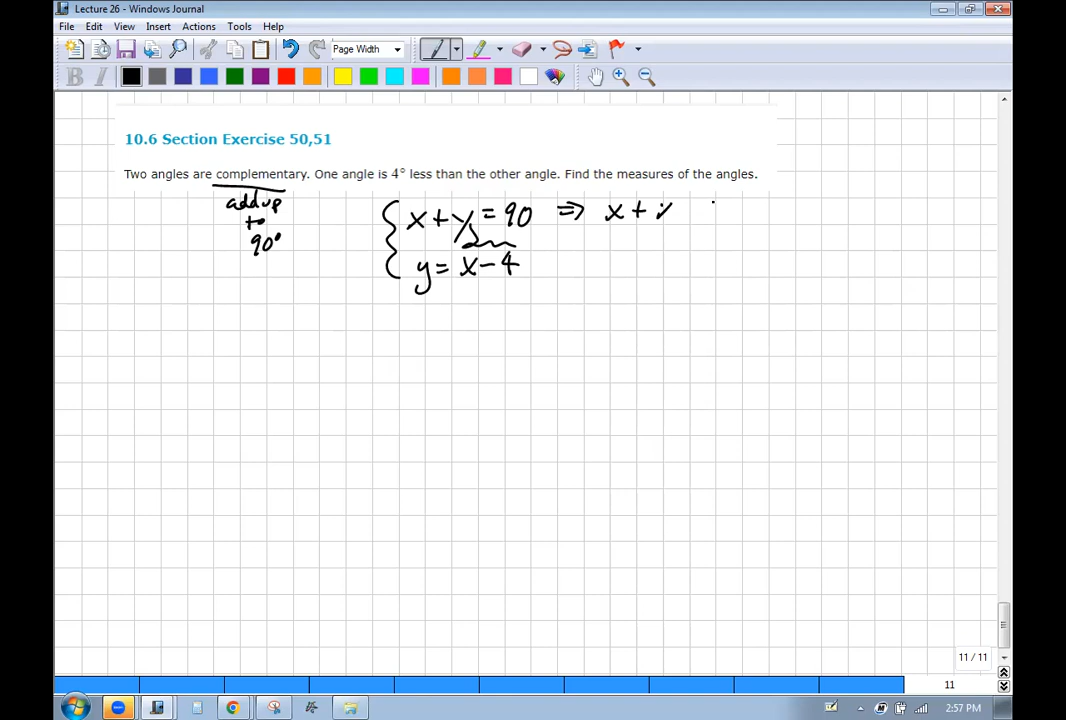 Lecture 26 - Windows Journal
File Edit View Insert Actions Tools Help
Page Width
B I
10.6 Section Exercise 50,51
Two angles are complementary. One angle is 4° less than the other angle. Find the measures of the angles.
add up
to
90°
x + y = 90 ⇒ x + x
y = x - 4
11 / 11
11
2:57 PM